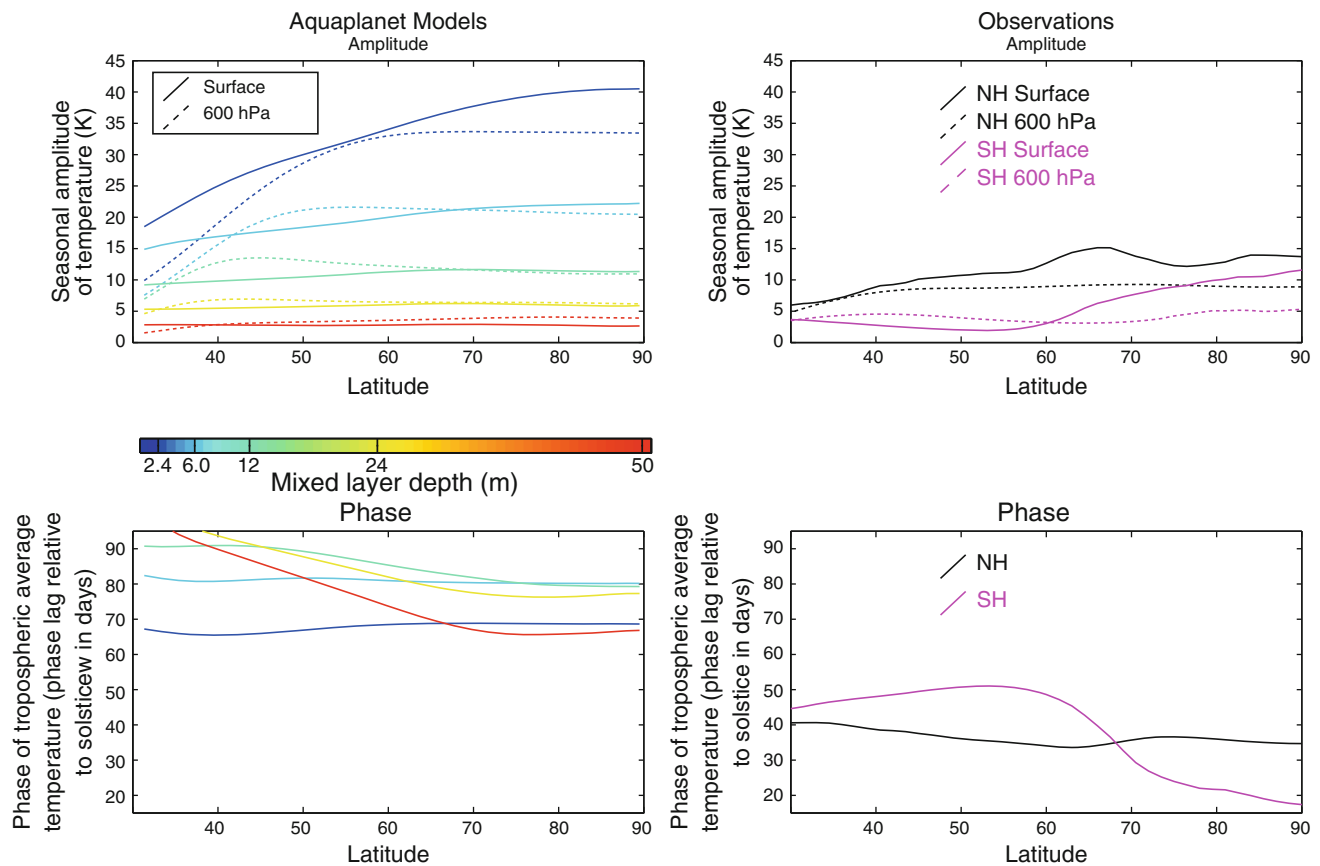 Aquaplanet Models
Amplitude
Seasonal amplitude
of temperature (K)
45
40
35
30
25
20
15
10
5
0
Surface
600 hPa
40
50
60
70
80
90
Latitude
Observations
Amplitude
Seasonal amplitude
of temperature (K)
45
40
35
30
25
20
15
10
5
0
NH Surface
NH 600 hPa
SH Surface
SH 600 hPa
40
50
60
70
80
90
Latitude
2.4
6.0
12
24
50
Mixed layer depth (m)
Phase
Phase of tropospheric average
temperature (phase lag relative
to solsticew in days)
90
80
70
60
50
40
30
20
40
50
60
70
80
90
Latitude
Phase
Phase of tropospheric average
temperature (phase lag relative
to solstice in days)
90
80
70
60
50
40
30
20
NH
SH
40
50
60
70
80
90
Latitude